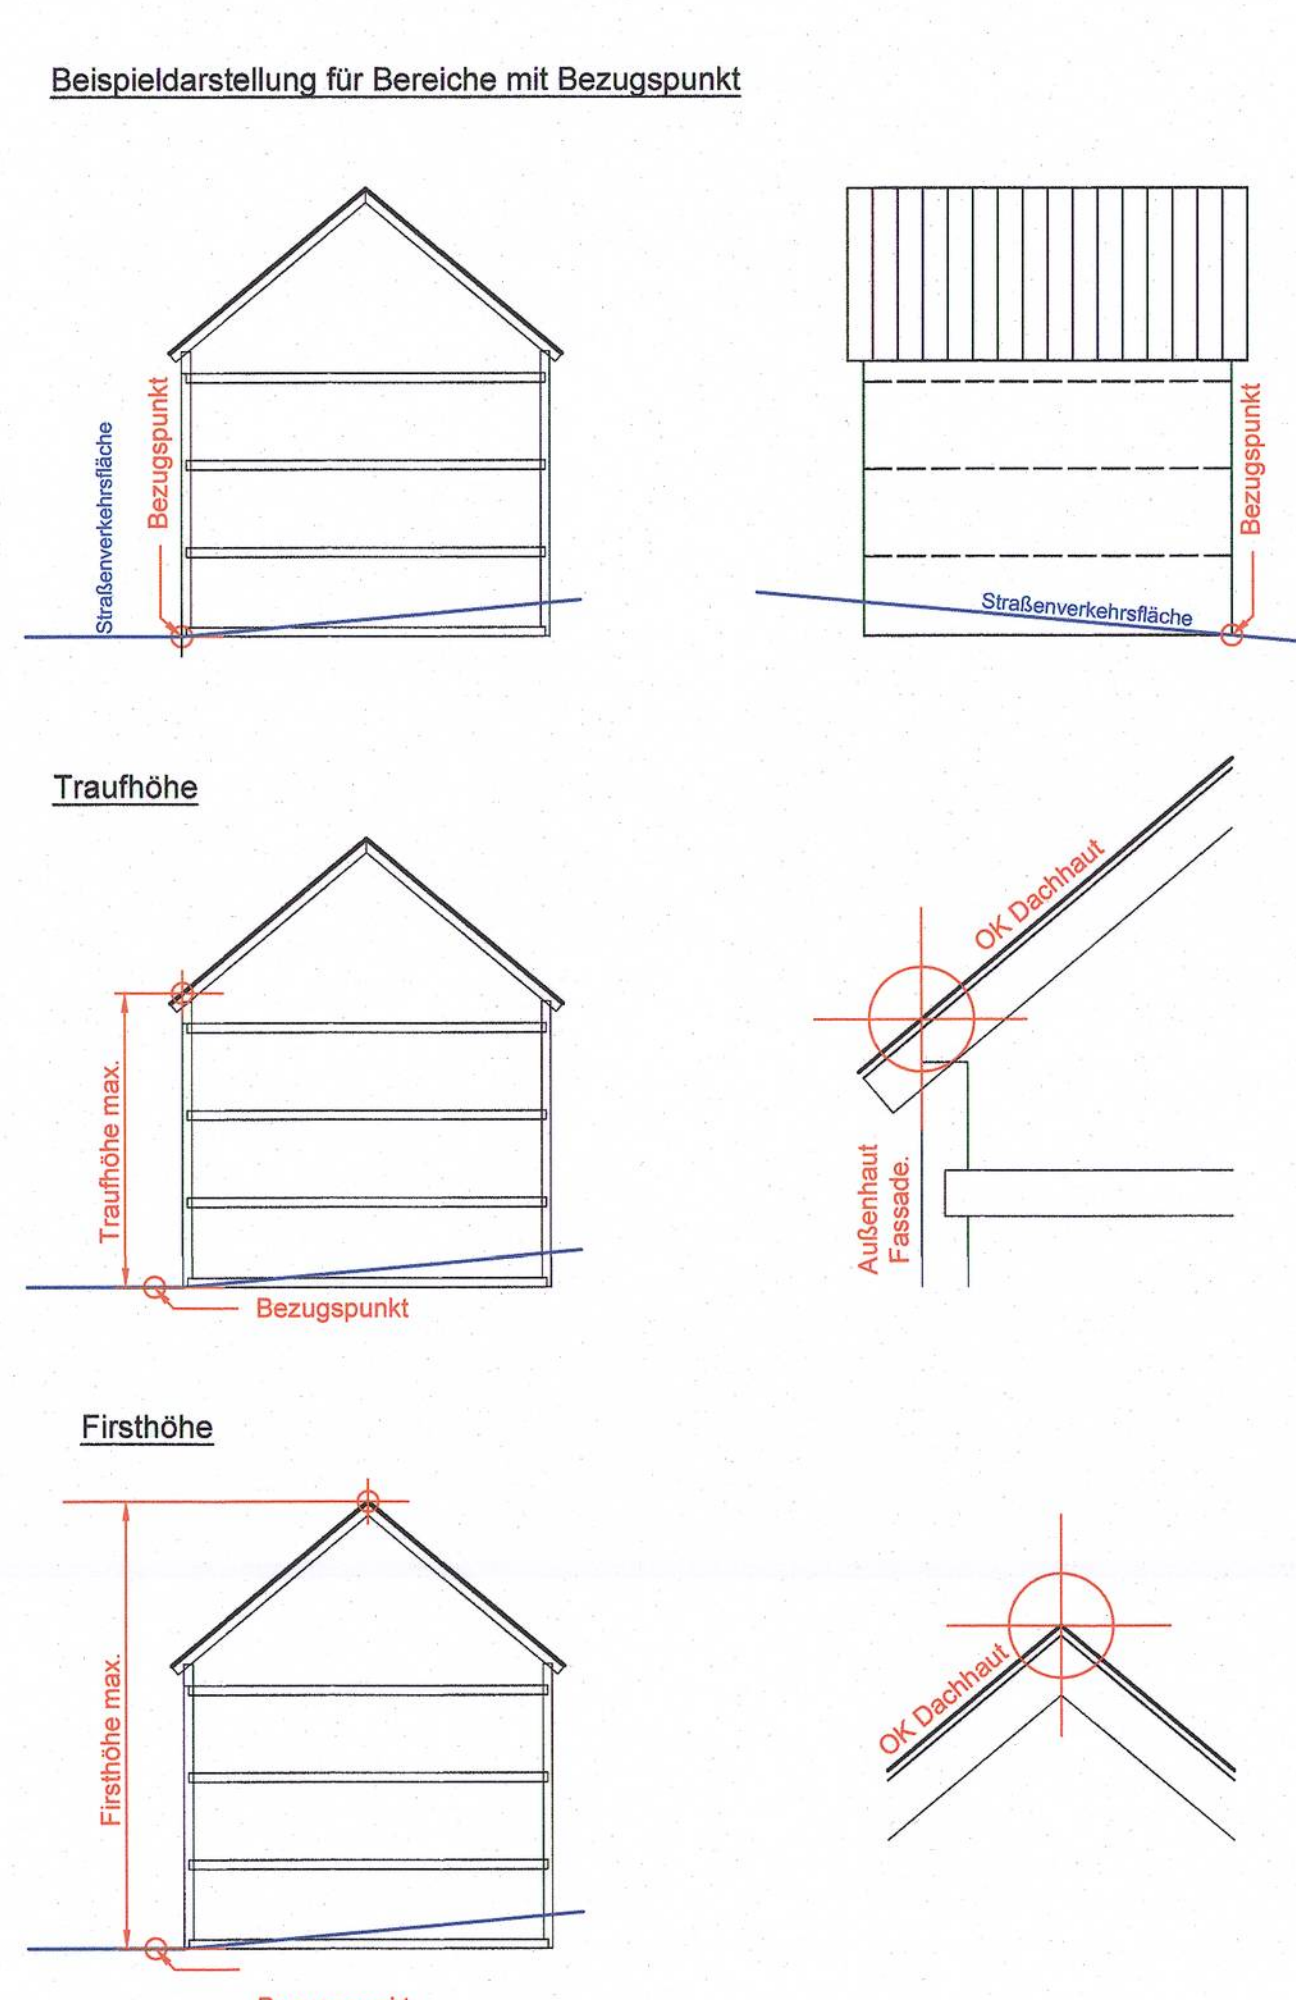 Beispieldarstellung für Bereiche mit Bezugspunkt
Straßenverkehrsfläche
Bezugspunkt
Straßenverkehrsfläche
Bezugspunkt
Traufhöhe
Traufhöhe max.
Bezugspunkt
OK Dachhaut
Außenhaut
Fassade.
Firsthöhe
Firsthöhe max.
OK Dachhaut